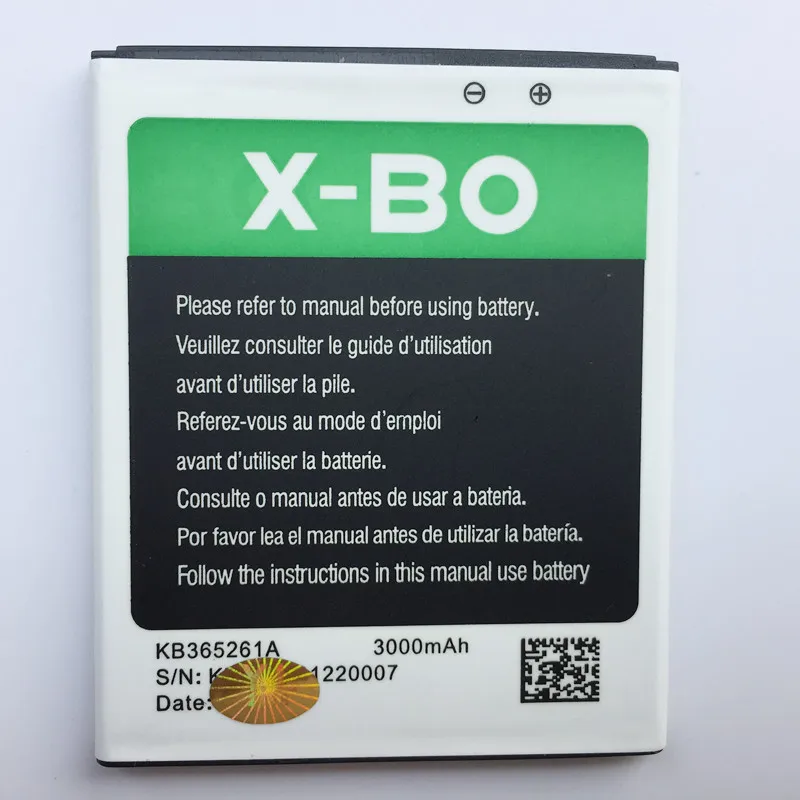 ⊖ ⊕
X-BO
Please refer to manual before using battery.
Veuillez consulter le guide d'utilisation
avant d'utiliser la pile.
Referez-vous au mode d'emploi
avant d'utiliser la batterie.
Consulte o manual antes de usar a bateria.
Por favor lea el manual antes de utilizar la batería.
Follow the instructions in this manual use battery
KB365261A 3000mAh
S/N: K 1220007
Date: